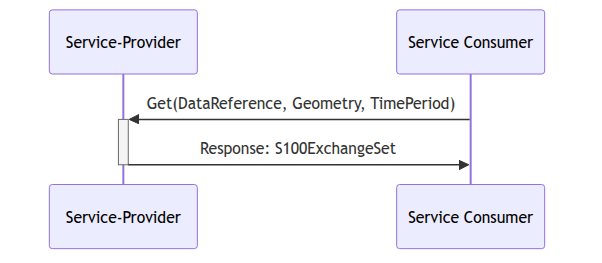 Service-Provider
Service Consumer
Get(DataReference, Geometry, TimePeriod)
Response: S100ExchangeSet
Service-Provider
Service Consumer